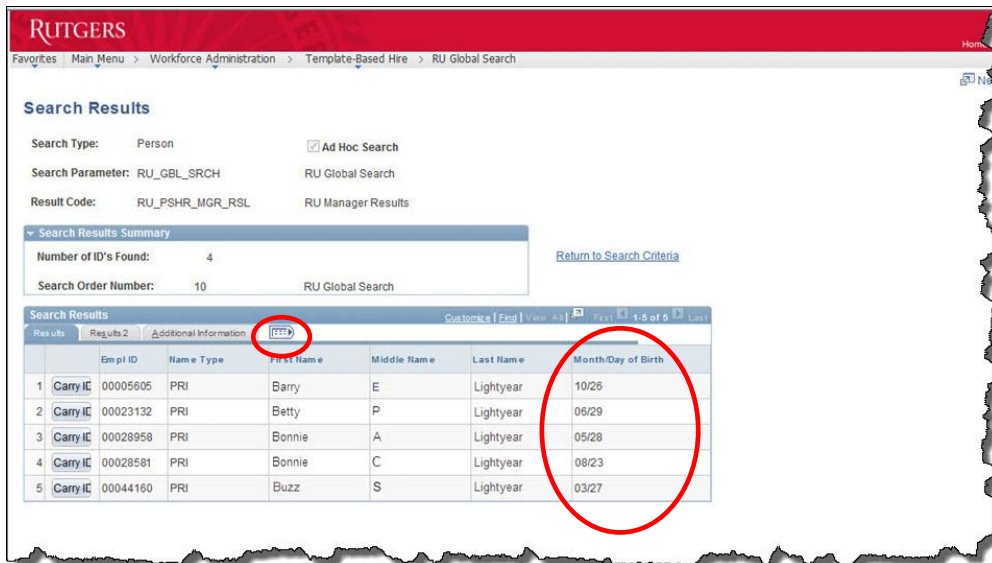 RUTGERS
Home
Favorites | Main Menu > Workforce Administration > Template-Based Hire > RU Global Search
Search Results
Search Type: Person Ad Hoc Search
Search Parameter: RU_GBL_SRCH RU Global Search
Result Code: RU_PSHR_MGR_RSL RU Manager Results
Search Results Summary
Number of ID's Found: 4 Return to Search Criteria
Search Order Number: 10 RU Global Search
Search Results Customize | Find | View All | First 1-5 of 5 Last
Results Results 2 Additional Information
Empl ID Name Type First Name Middle Name Last Name Month/Day of Birth
1 Carry ID 00005605 PRI Barry E Lightyear 10/26
2 Carry ID 00023132 PRI Betty P Lightyear 06/29
3 Carry ID 00028958 PRI Bonnie A Lightyear 05/28
4 Carry ID 00028581 PRI Bonnie C Lightyear 08/23
5 Carry ID 00044160 PRI Buzz S Lightyear 03/27